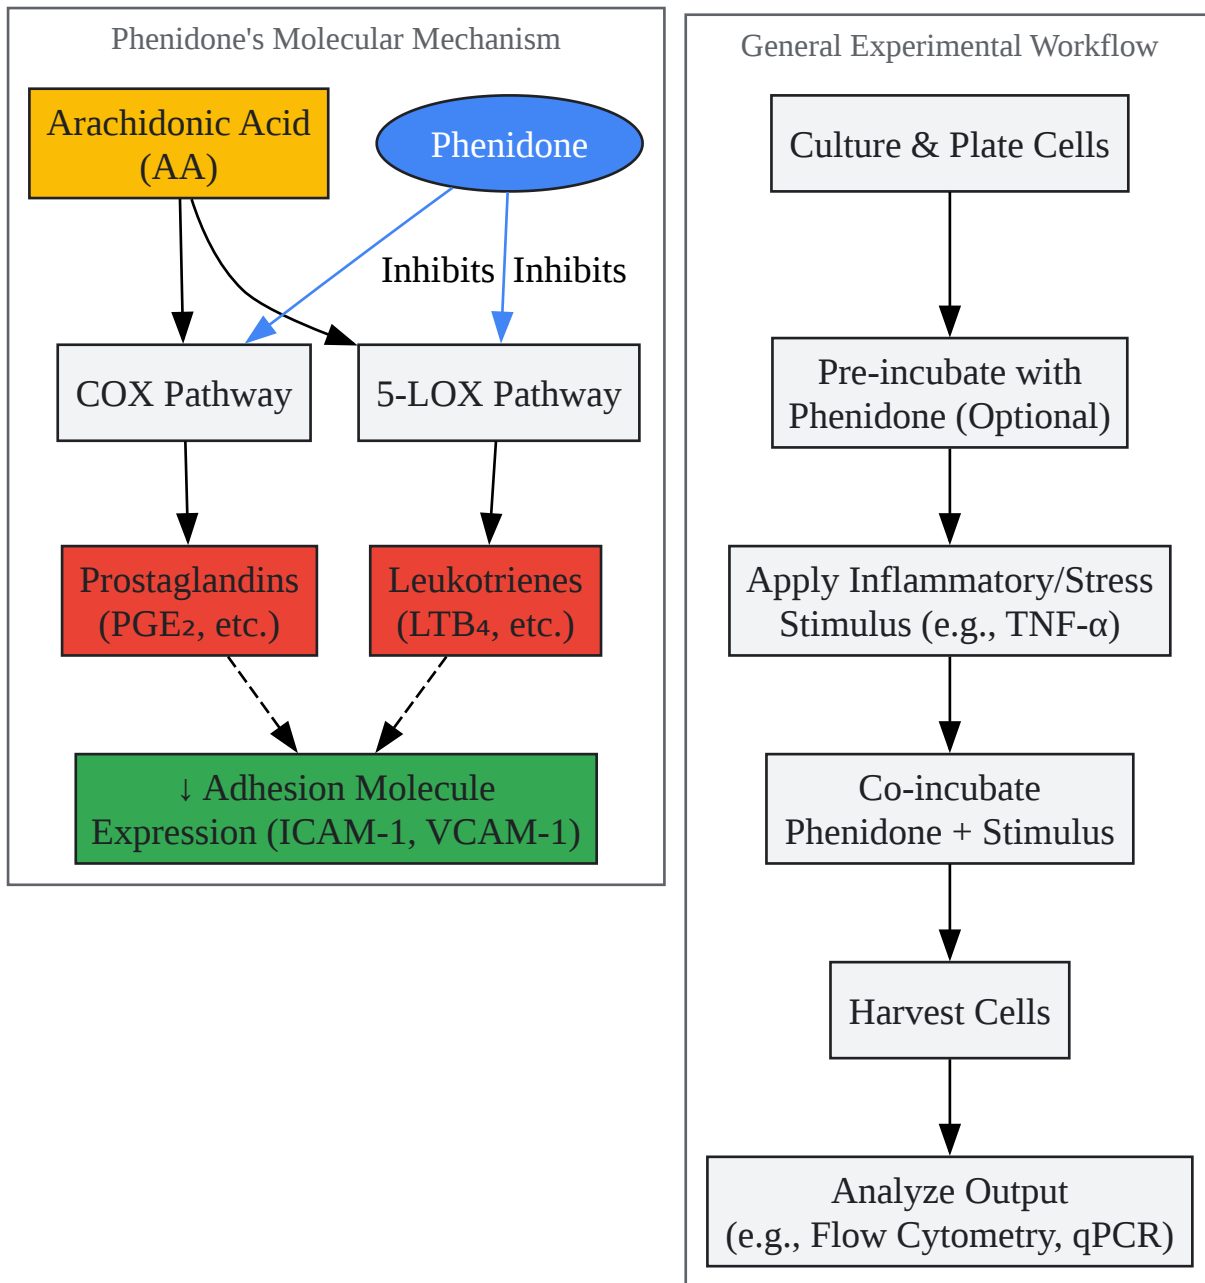 Phenidone's Molecular Mechanism
Arachidonic Acid
(AA)
Phenidone
Inhibits
Inhibits
COX Pathway
5-LOX Pathway
Prostaglandins
(PGE₂, etc.)
Leukotrienes
(LTB₄, etc.)
↓ Adhesion Molecule
Expression (ICAM-1, VCAM-1)
General Experimental Workflow
Culture & Plate Cells
Pre-incubate with
Phenidone (Optional)
Apply Inflammatory/Stress
Stimulus (e.g., TNF-α)
Co-incubate
Phenidone + Stimulus
Harvest Cells
Analyze Output
(e.g., Flow Cytometry, qPCR)